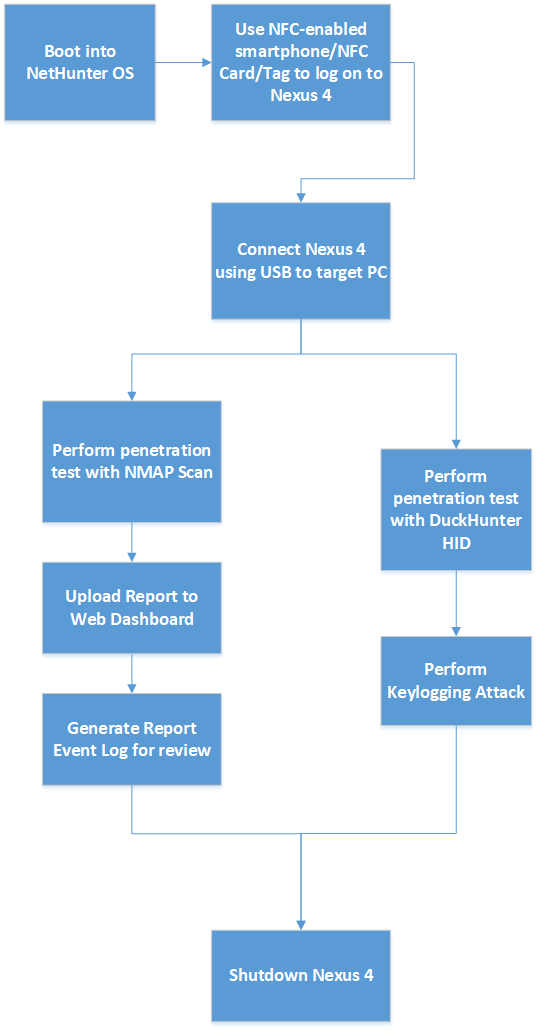 Boot into
NetHunter OS
Use NFC-enabled
smartphone/NFC
Card/Tag to log on to
Nexus 4
Connect Nexus 4
using USB to target PC
Perform penetration
test with NMAP Scan
Upload Report to
Web Dashboard
Generate Report
Event Log for review
Perform
penetration test
with DuckHunter
HID
Perform
Keylogging Attack
Shutdown Nexus 4